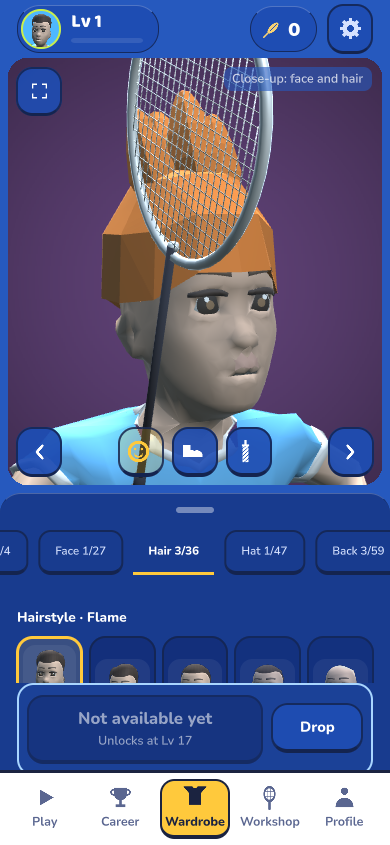 Lv 1
0
Close-up: face and hair
/4
Face 1/27
Hair 3/36
Hat 1/47
Back 3/59
Hairstyle · Flame
Not available yet
Unlocks at Lv 17
Drop
Play
Career
Wardrobe
Workshop
Profile